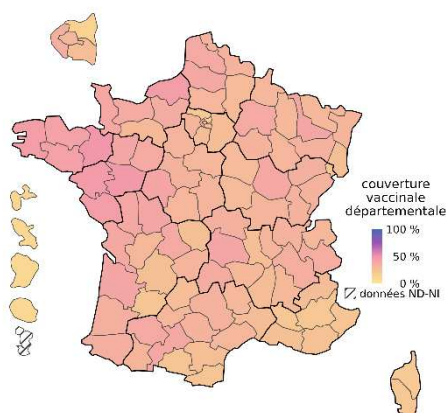 couverture
vaccinale
départementale
100 %
50 %
0 %
données ND-NI